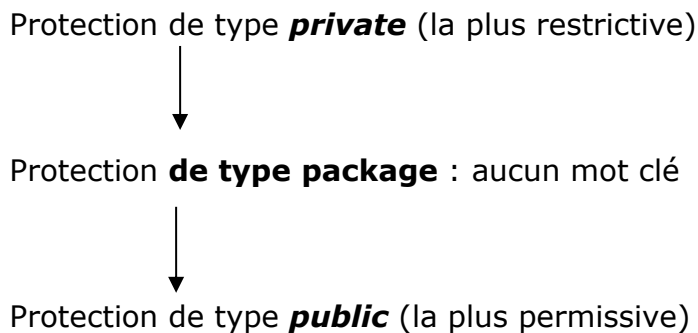 Protection de type private (la plus restrictive)
Protection de type package : aucun mot clé
Protection de type public (la plus permissive)